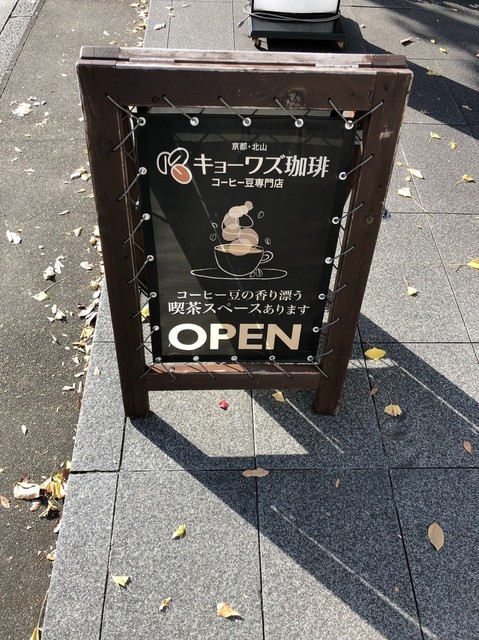 京都・北山
キョーワズ珈琲
コーヒー豆専門店
コーヒー豆の香り漂う
喫茶スペースあります
OPEN